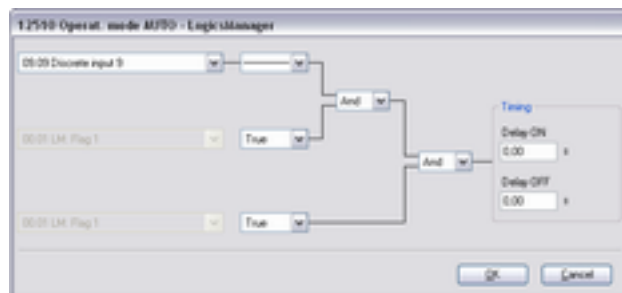 12510 Operat. mode AUTO - LogicsManager
09.09 Discrete input 9
And
Timing
Delay ON
00.01 LM: Flag 1 True
And
0.00 s
Delay OFF
0.00 s
00.01 LM: Flag 1 True
OK Cancel